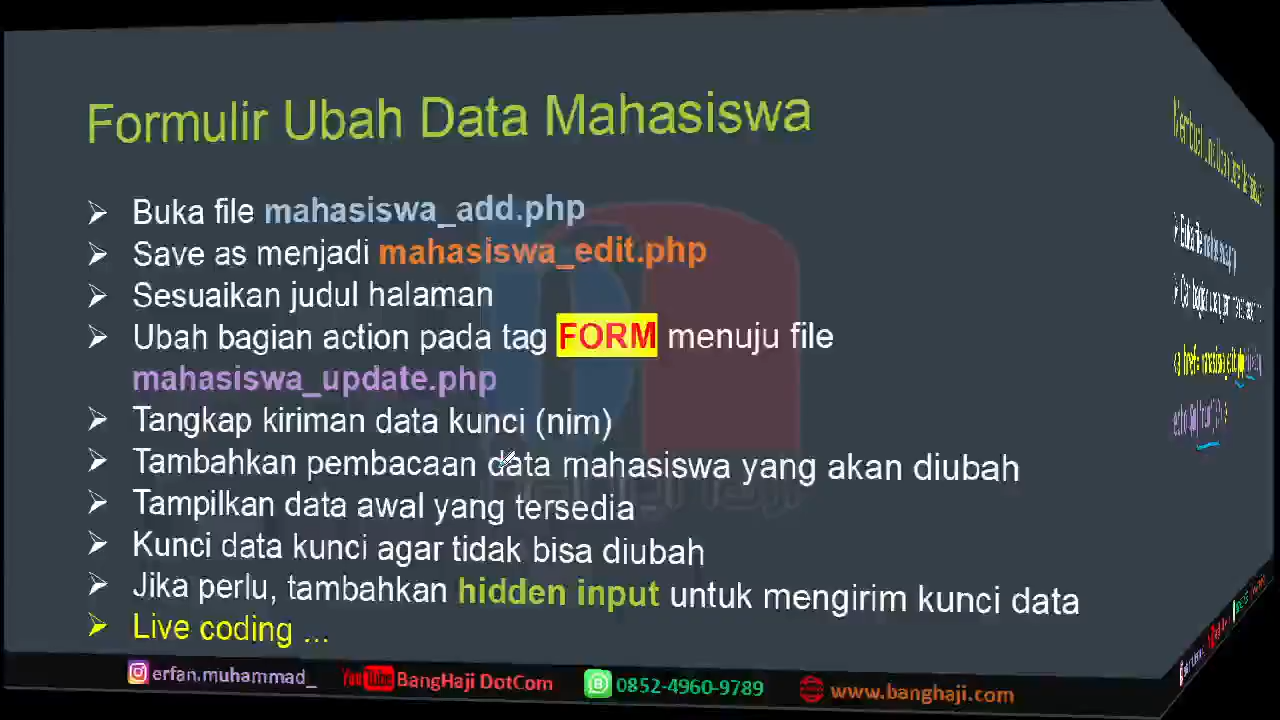 Formulir Ubah Data Mahasiswa
➢ Buka file mahasiswa_add.php
➢ Save as menjadi mahasiswa_edit.php
➢ Sesuaikan judul halaman
➢ Ubah bagian action pada tag FORM menuju file
mahasiswa_update.php
➢ Tangkap kiriman data kunci (nim)
➢ Tambahkan pembacaan data mahasiswa yang akan diubah
➢ Tampilkan data awal yang tersedia
➢ Kunci data kunci agar tidak bisa diubah
➢ Jika perlu, tambahkan hidden input untuk mengirim kunci data
➢ Live coding ...
erfan.muhammad_ YouTube BangHaji DotCom 0852-4960-9789 www.banghaji.com